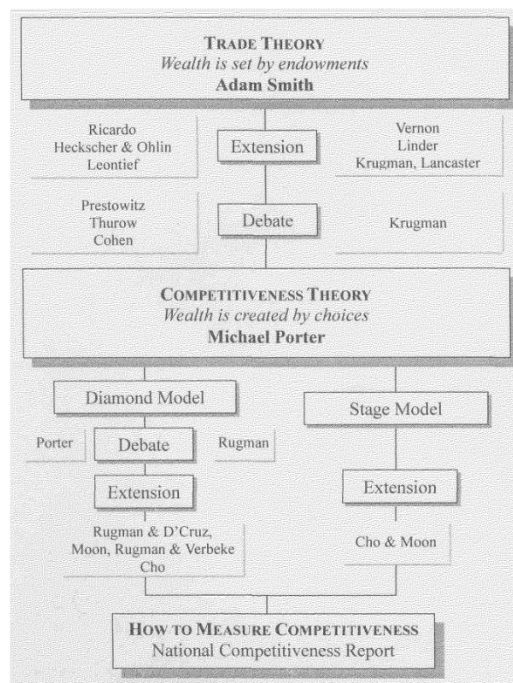 TRADE THEORY
Wealth is set by endowments
Adam Smith
Ricardo
Heckscher & Ohlin
Leontief
Extension
Vernon
Linder
Krugman, Lancaster
Prestowitz
Thurow
Cohen
Debate
Krugman
COMPETITIVENESS THEORY
Wealth is created by choices
Michael Porter
Diamond Model
Stage Model
Porter
Debate
Rugman
Extension
Extension
Rugman & D'Cruz,
Moon, Rugman & Verbeke
Cho
Cho & Moon
HOW TO MEASURE COMPETITIVENESS
National Competitiveness Report